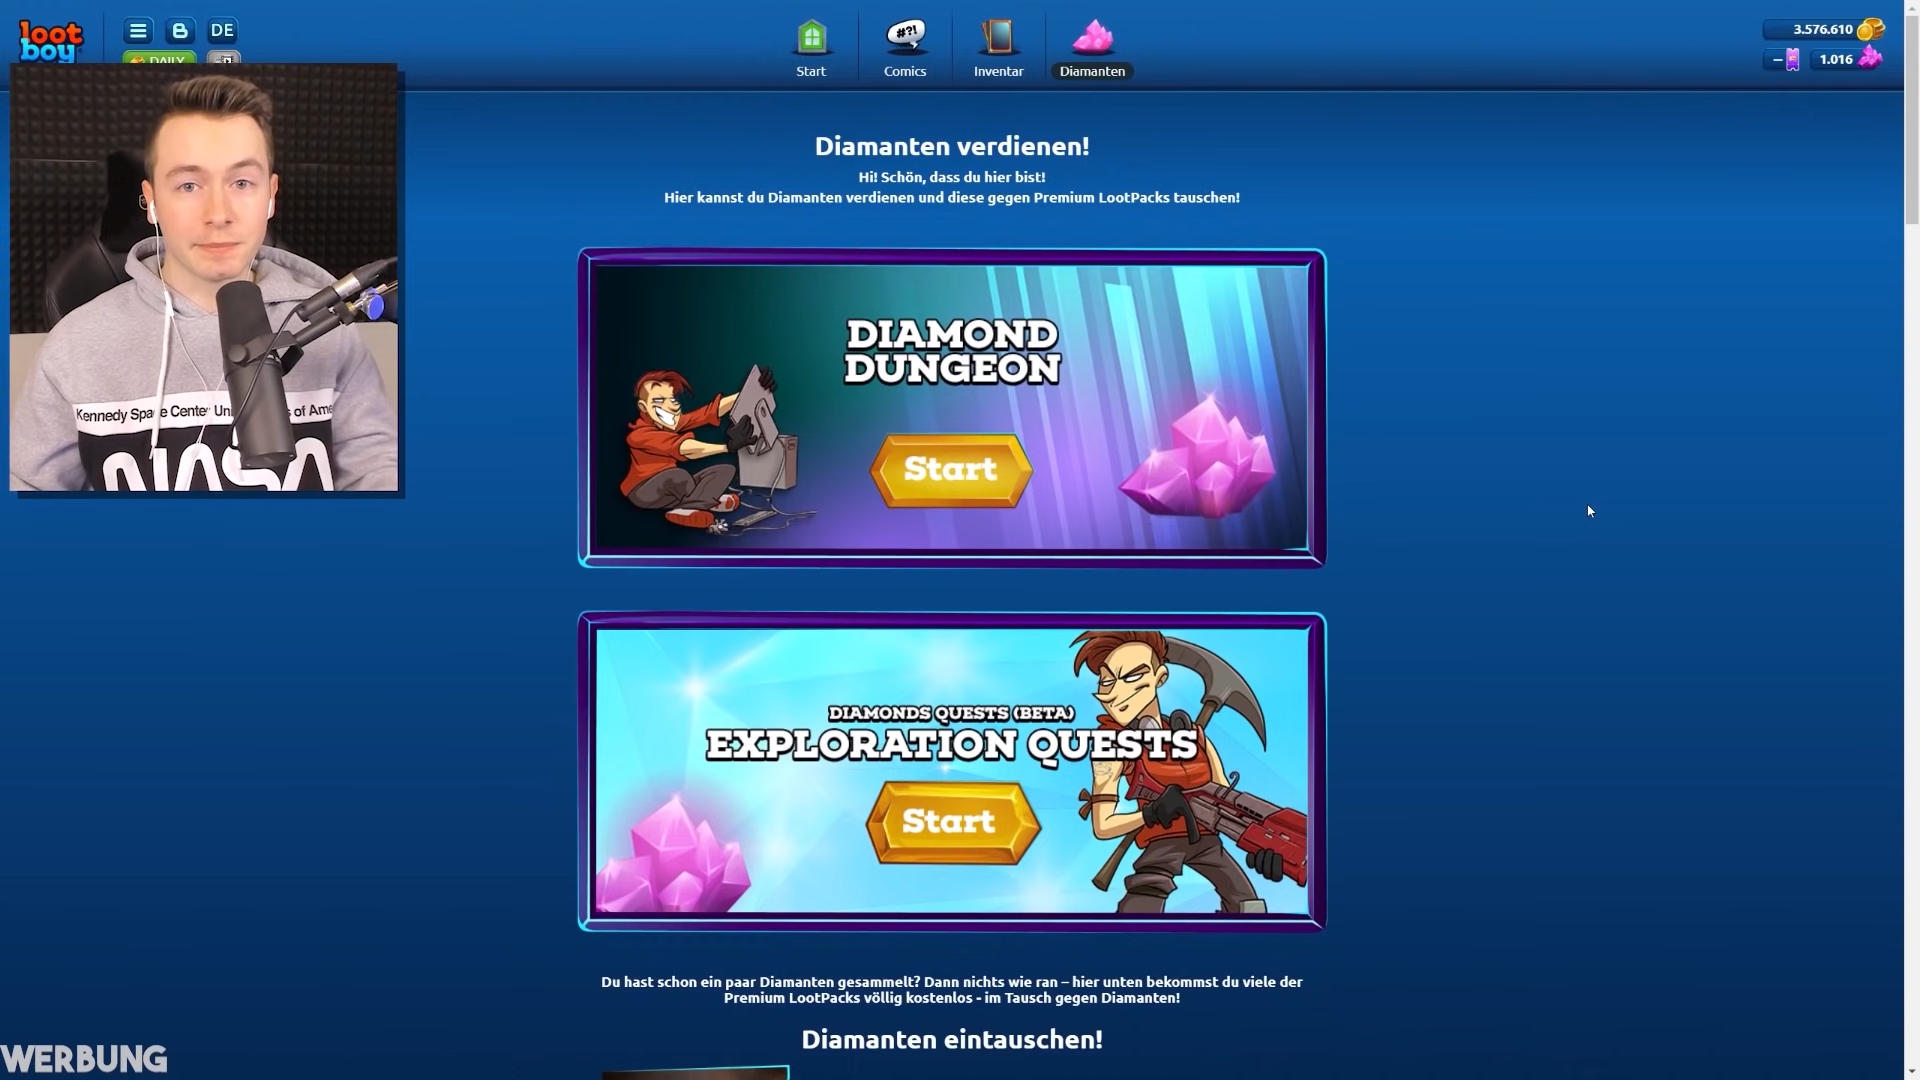 loot
boy
B
DE
DAILY
#?!
Start
Comics
Inventar
Diamanten
3.576.610
1.016
Diamanten verdienen!
Hi! Schön, dass du hier bist!
Hier kannst du Diamanten verdienen und diese gegen Premium LootPacks tauschen!
DIAMOND
DUNGEON
Start
Kennedy Space Center
of Ame
NASA
DIAMONDS QUESTS (BETA)
EXPLORATION QUESTS
Start
Du hast schon ein paar Diamanten gesammelt? Dann nichts wie ran – hier unten bekommst du viele der
Premium LootPacks völlig kostenlos - im Tausch gegen Diamanten!
Diamanten eintauschen!
WERBUNG